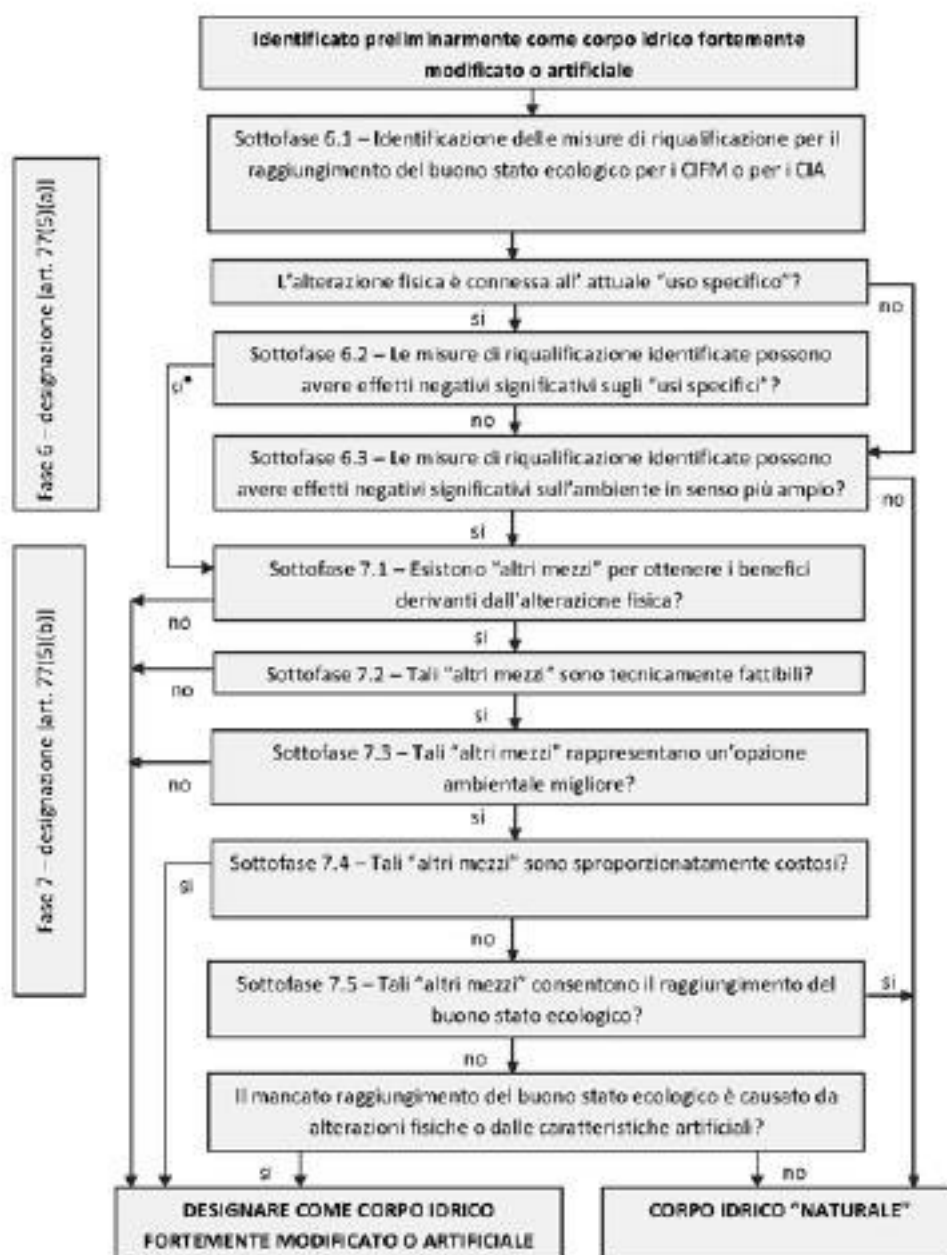 Identificato preliminarmente come corpo idrico fortemente
modificato o artificiale
Sottofase 6.1 – Identificazione delle misure di riqualificazione per il
raggiungimento del buono stato ecologico per i CIFM o per i CIA
Fase 6 – designazione [art. 77(5)(a)]
L'alterazione fisica è connessa all' attuale "uso specifico"?
no
si
Sottofase 6.2 – Le misure di riqualificazione identificate possono
avere effetti negativi significativi sugli "usi specifici"?
si*
no
Sottofase 6.3 – Le misure di riqualificazione identificate possono
avere effetti negativi significativi sull'ambiente in senso più ampio?
no
si
Fase 7 – designazione [art. 77(5)(b)]
Sottofase 7.1 – Esistono "altri mezzi" per ottenere i benefici
derivanti dall'alterazione fisica?
no
si
Sottofase 7.2 – Tali "altri mezzi" sono tecnicamente fattibili?
no
si
Sottofase 7.3 – Tali "altri mezzi" rappresentano un'opzione
ambientale migliore?
no
si
Sottofase 7.4 – Tali "altri mezzi" sono sproporzionatamente costosi?
si
no
Sottofase 7.5 – Tali "altri mezzi" consentono il raggiungimento del
buono stato ecologico?
si
no
Il mancato raggiungimento del buono stato ecologico è causato da
alterazioni fisiche o dalle caratteristiche artificiali?
si
no
DESIGNARE COME CORPO IDRICO
FORTEMENTE MODIFICATO O ARTIFICIALE
CORPO IDRICO "NATURALE"